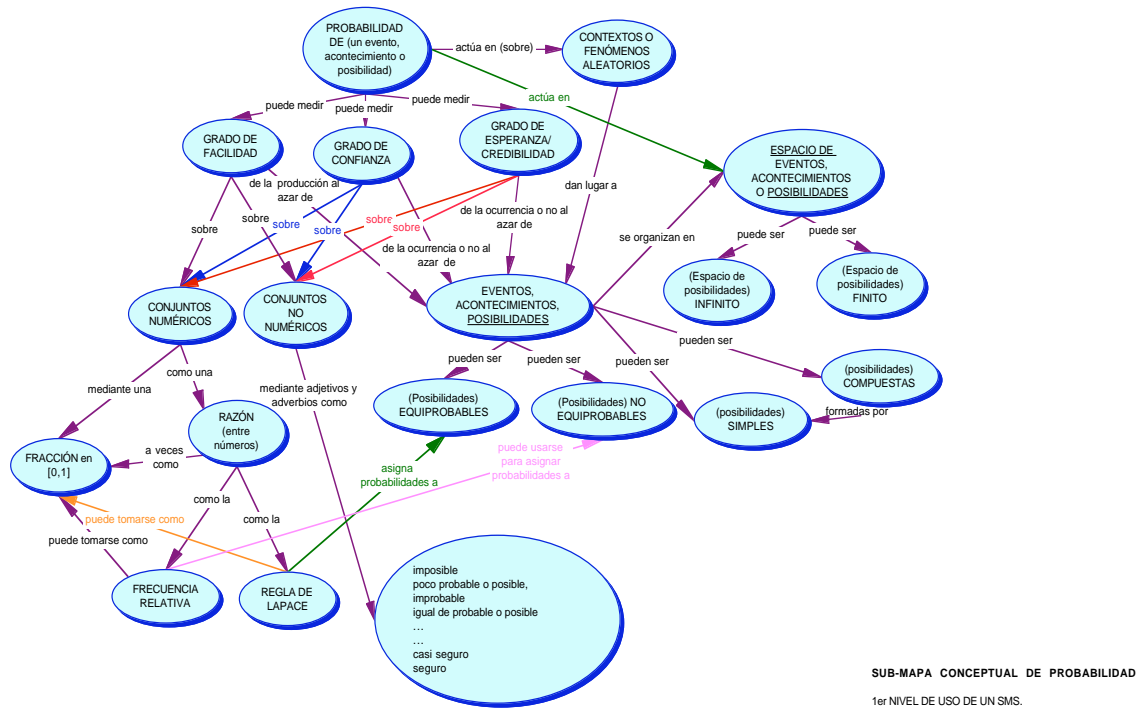 PROBABILIDAD
DE (un evento,
acontecimiento o
posibilidad)
actúa en (sobre)
CONTEXTOS O
FENÓMENOS
ALEATORIOS
puede medir
puede medir
puede medir
actúa en
GRADO DE
FACILIDAD
GRADO DE
CONFIANZA
GRADO DE
ESPERANZA/
CREDIBILIDAD
ESPACIO DE
EVENTOS,
ACONTECIMIENTOS
O POSIBILIDADES
de la producción al
azar de
dan lugar a
de la ocurrencia o no al
azar de
sobre
sobre
sobre
sobre
sobre
sobre
de la ocurrencia o no al
azar de
se organizan en
puede ser
puede ser
(Espacio de
posibilidades)
INFINITO
(Espacio de
posibilidades)
FINITO
CONJUNTOS
NUMÉRICOS
CONJUNTOS
NO
NUMÉRICOS
EVENTOS,
ACONTECIMIENTOS,
POSIBILIDADES
mediante una
como una
mediante adjetivos y
adverbios como
pueden ser
pueden ser
pueden ser
pueden ser
(Posibilidades)
EQUIPROBABLES
(Posibilidades) NO
EQUIPROBABLES
(posibilidades)
COMPUESTAS
(posibilidades)
SIMPLES
formadas por
RAZÓN
(entre
números)
FRACCIÓN en
[0,1]
a veces
como
puede usarse
para asignar
probabilidades a
asigna
probabilidades a
como la
como la
puede tomarse como
puede tomarse como
FRECUENCIA
RELATIVA
REGLA DE
LAPACE
imposible
poco probable o posible,
improbable
igual de probable o posible
...
...
casi seguro
seguro
SUB-MAPA CONCEPTUAL DE PROBABILIDAD
1er NIVEL DE USO DE UN SMS.